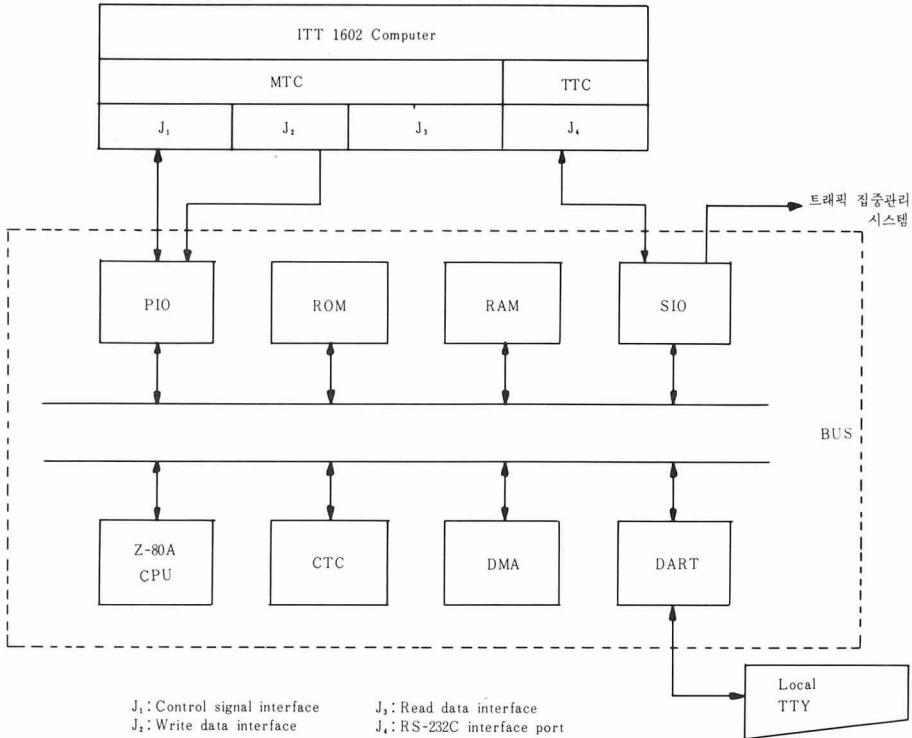 ITT 1602 Computer
MTC TTC
J₁ J₂ J₃ J₄
트래픽 집중관리
시스템
PIO ROM RAM SIO
BUS
Z-80A
CPU
CTC DMA DART
Local
TTY
J₁: Control signal interface J₃: Read data interface
J₂: Write data interface J₄: RS-232C interface port